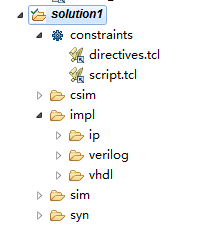 solution1
constraints
directives.tcl
script.tcl
csim
impl
ip
verilog
vhdl
sim
syn